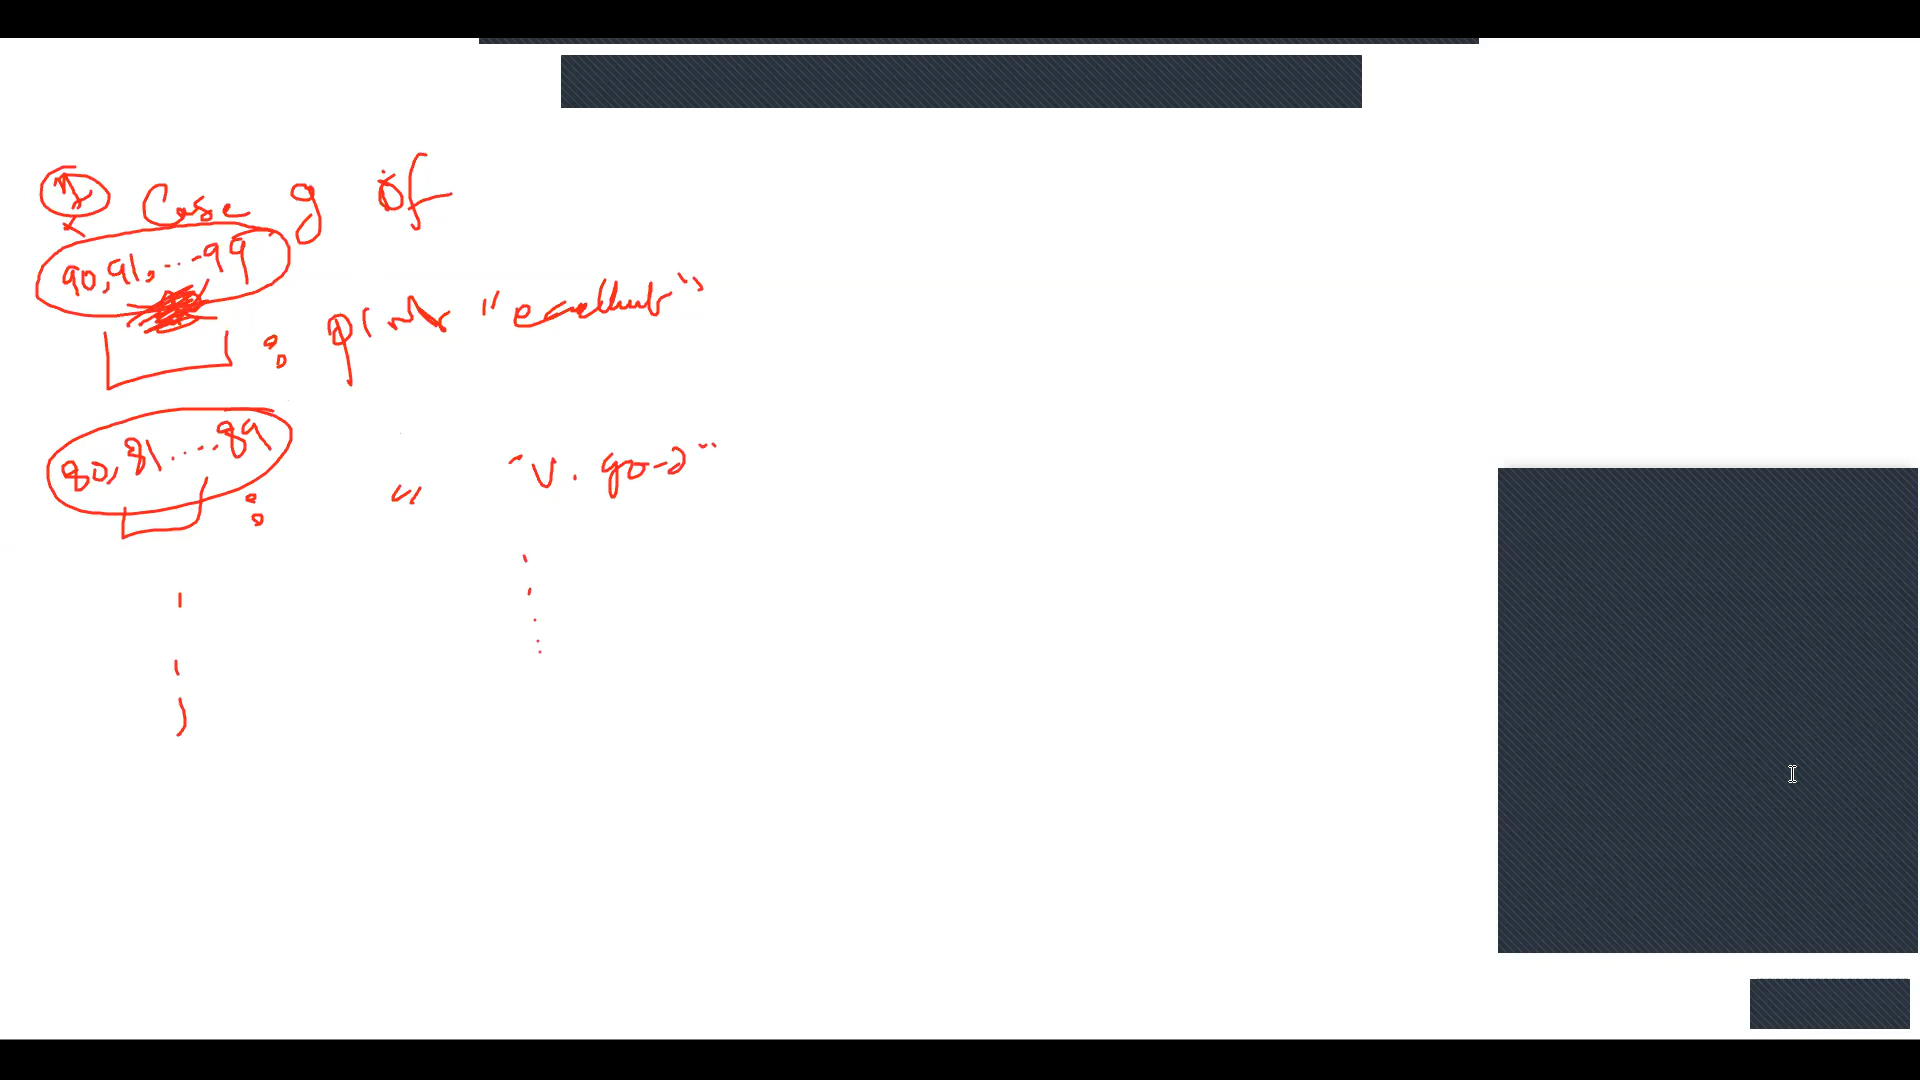 Case g of
90, 91, ... 99
: print "excellent"
80, 81 .... 89
: " "V. good"